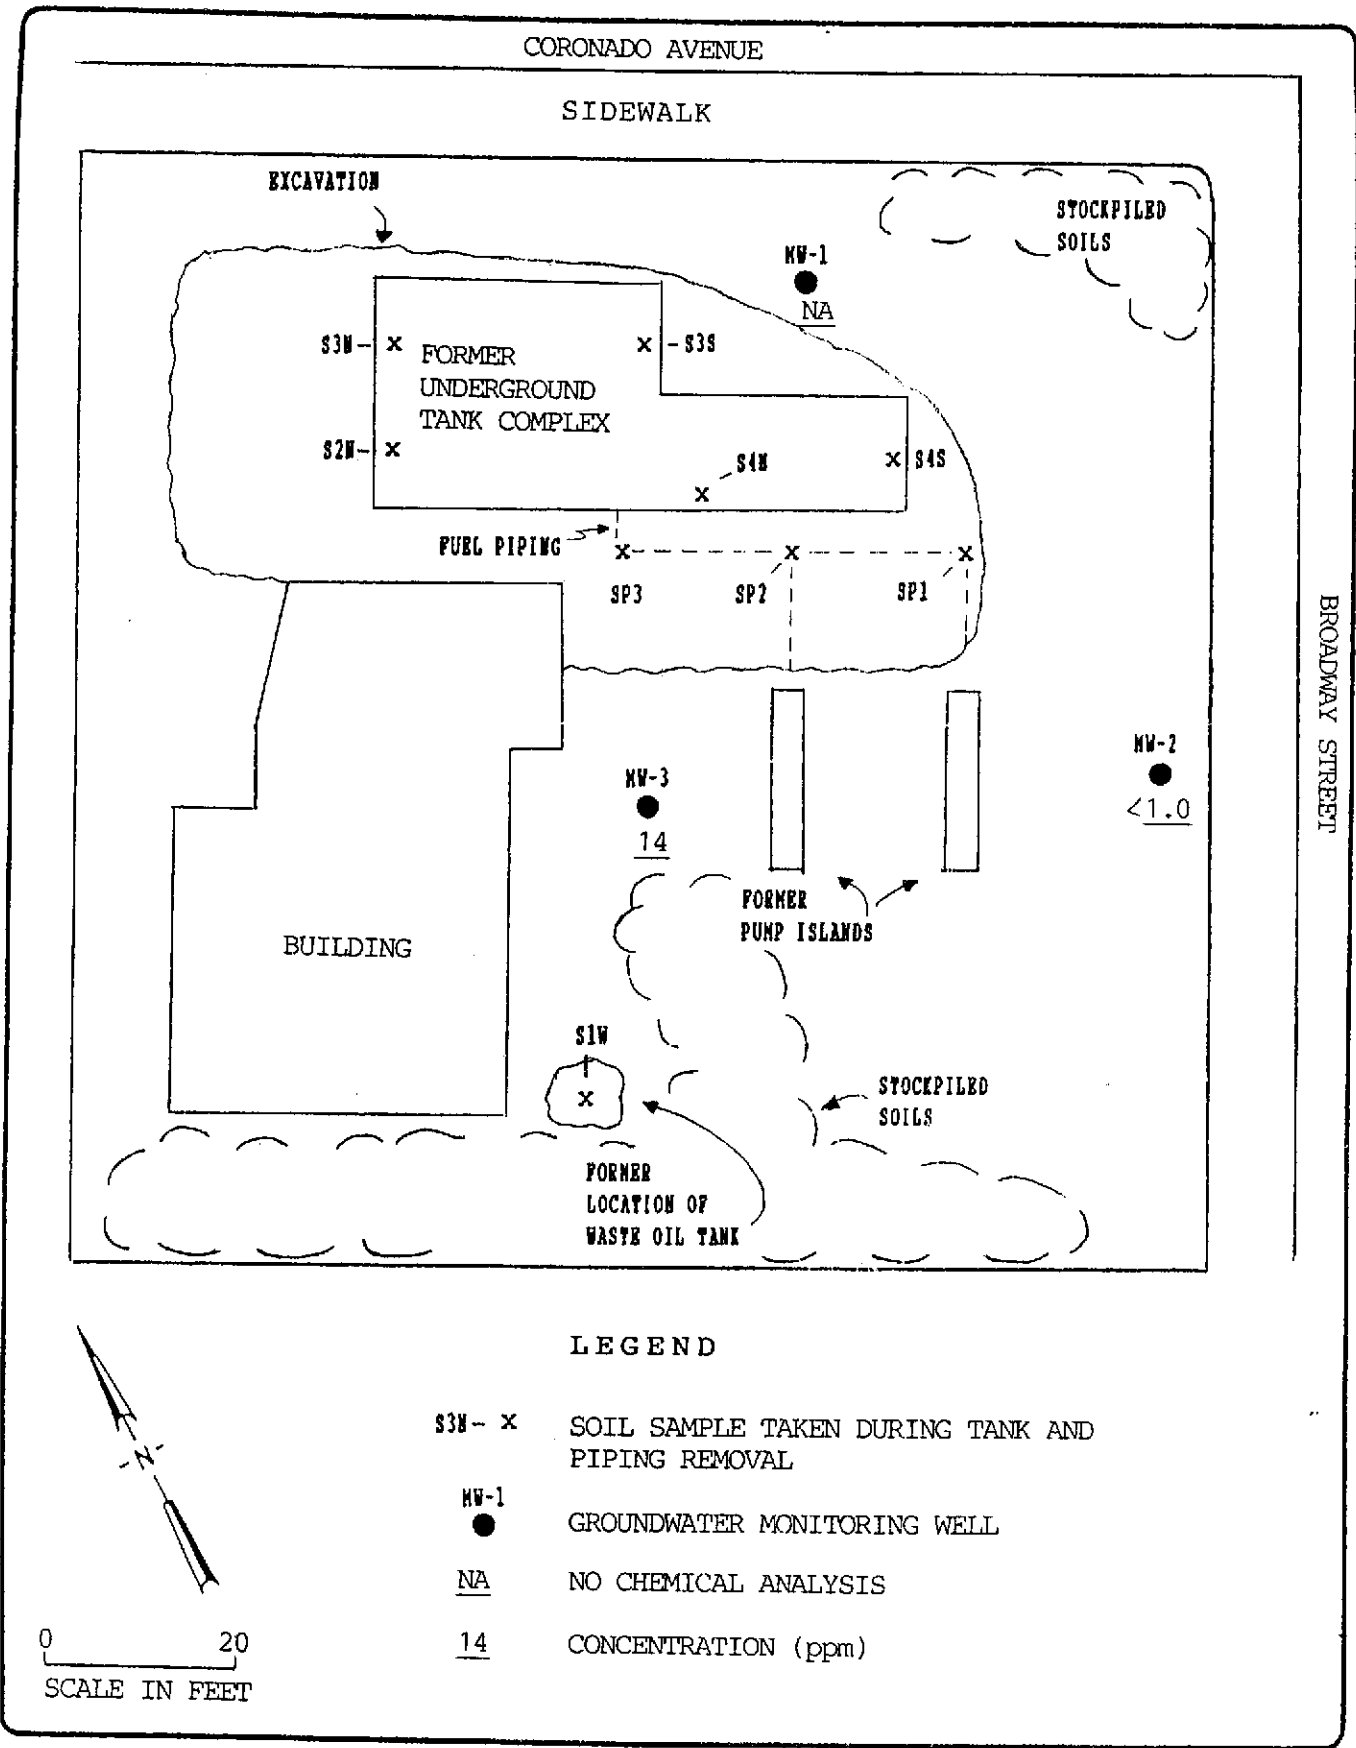 CORONADO AVENUE
SIDEWALK
EXCAVATION
STOCKPILED
SOILS
MW-1
NA
S3N-
FORMER
UNDERGROUND
TANK COMPLEX
-S3S
S2N-
S4N
S4S
FUEL PIPING
SP3
SP2
SP1
BROADWAY STREET
MW-2
<1.0
MW-3
14
FORMER
PUMP ISLANDS
BUILDING
S1W
STOCKPILED
SOILS
FORMER
LOCATION OF
WASTE OIL TANK
LEGEND
N
S3N- X SOIL SAMPLE TAKEN DURING TANK AND
PIPING REMOVAL
MW-1
GROUNDWATER MONITORING WELL
NA NO CHEMICAL ANALYSIS
14 CONCENTRATION (ppm)
0 20
SCALE IN FEET